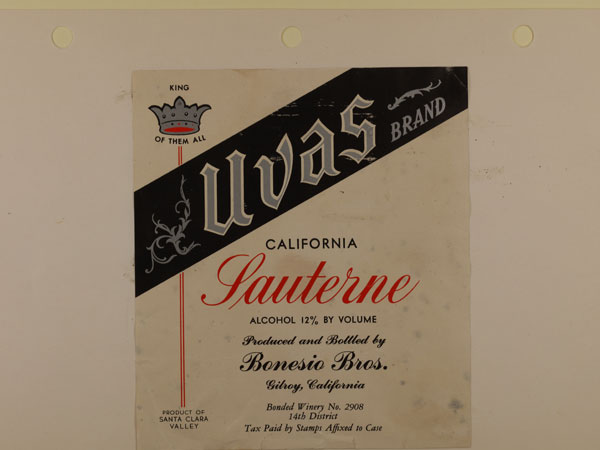 KING
OF THEM ALL
Uvas
BRAND
CALIFORNIA
Sauterne
ALCOHOL 12% BY VOLUME
Produced and Bottled by
Bonesio Bros.
Gilroy, California
Bonded Winery No. 2908
14th District
Tax Paid by Stamps Affixed to Case
PRODUCT OF
SANTA CLARA
VALLEY